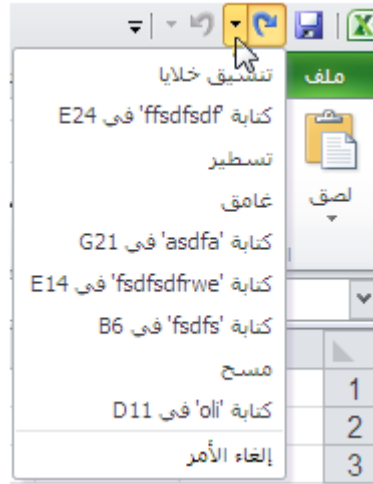 ملف
لصق
تنسيق خلايا
كتابة 'ffsdfsdf' في E24
تسطير
غامق
كتابة 'asdfa' في G21
كتابة 'fsdfsdfrwe' في E14
كتابة 'fsdfs' في B6
مسح
كتابة 'oli' في D11
إلغاء الأمر
1
2
3